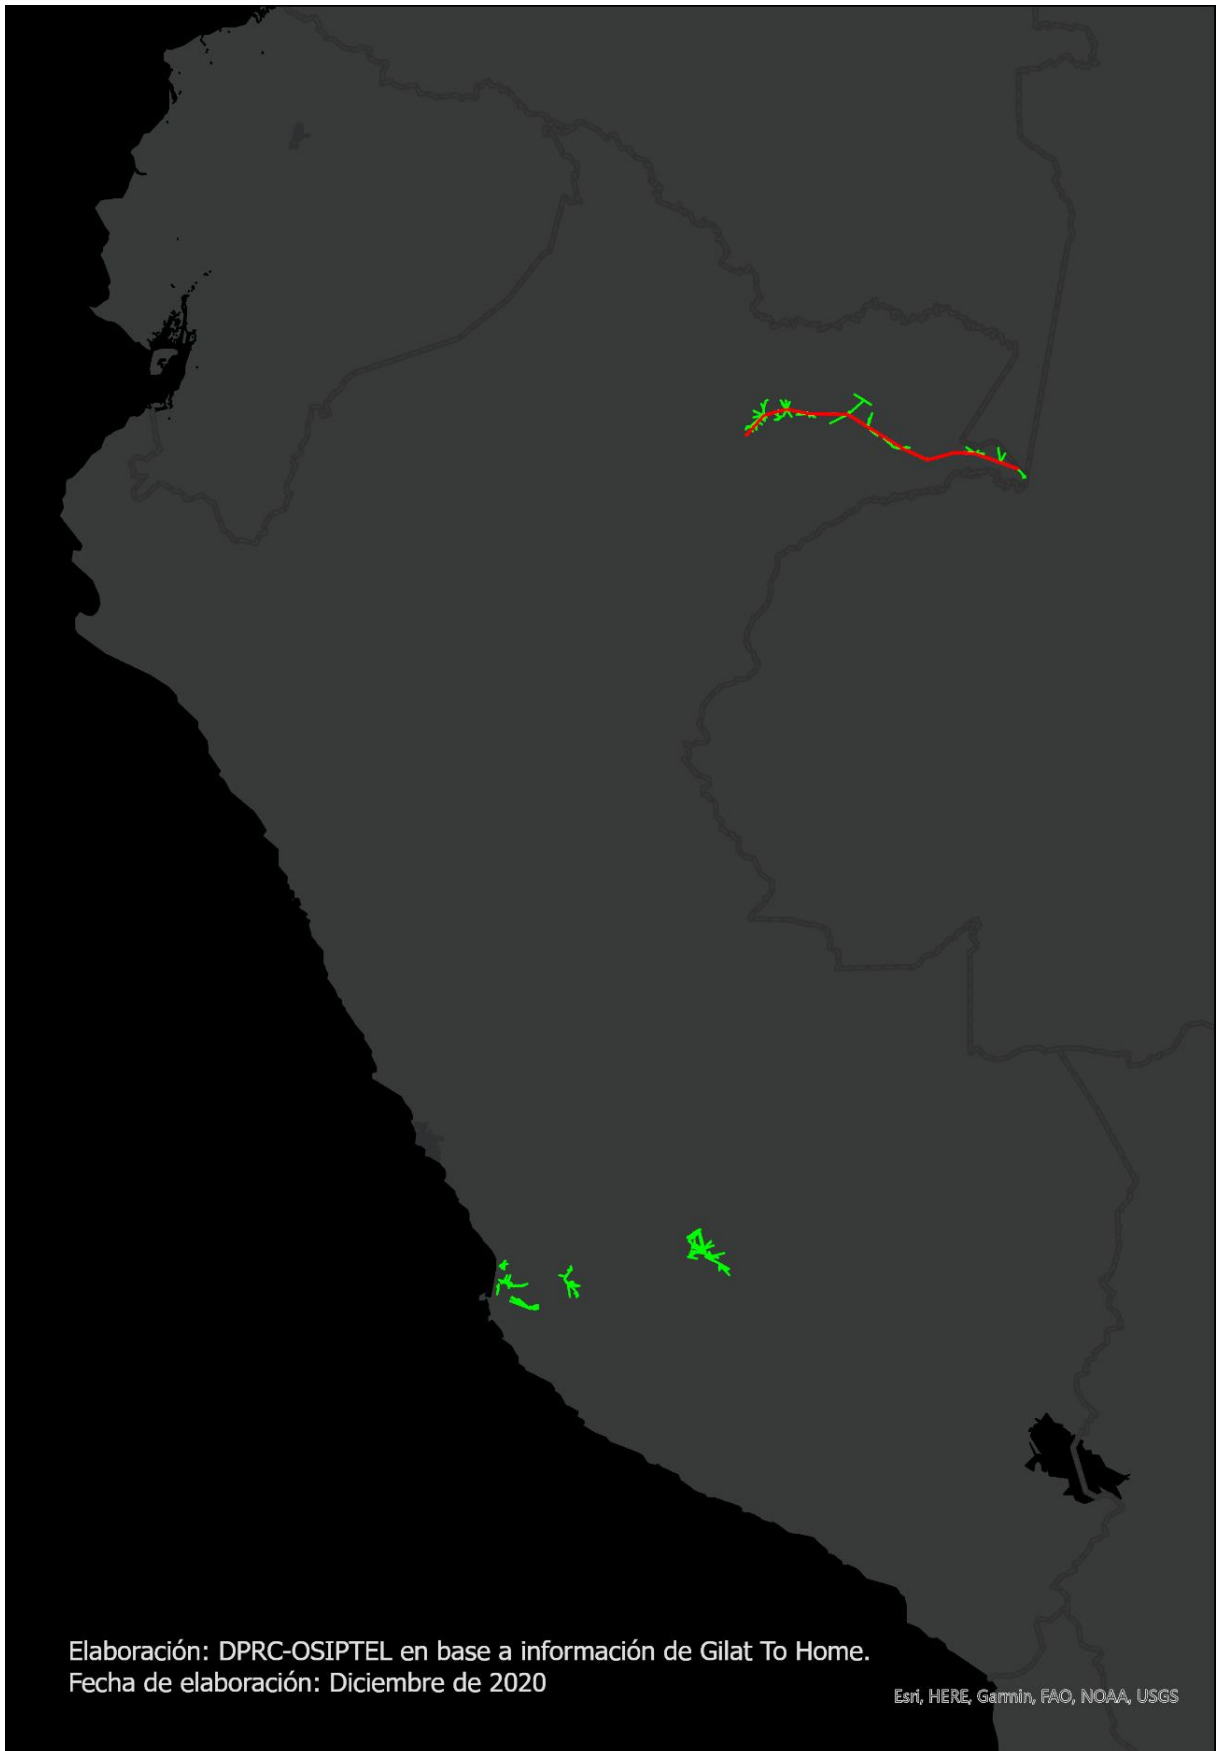 Elaboración: DPRC-OSIPTEL en base a información de Gilat To Home.
Fecha de elaboración: Diciembre de 2020
Esri, HERE, Garmin, FAO, NOAA, USGS